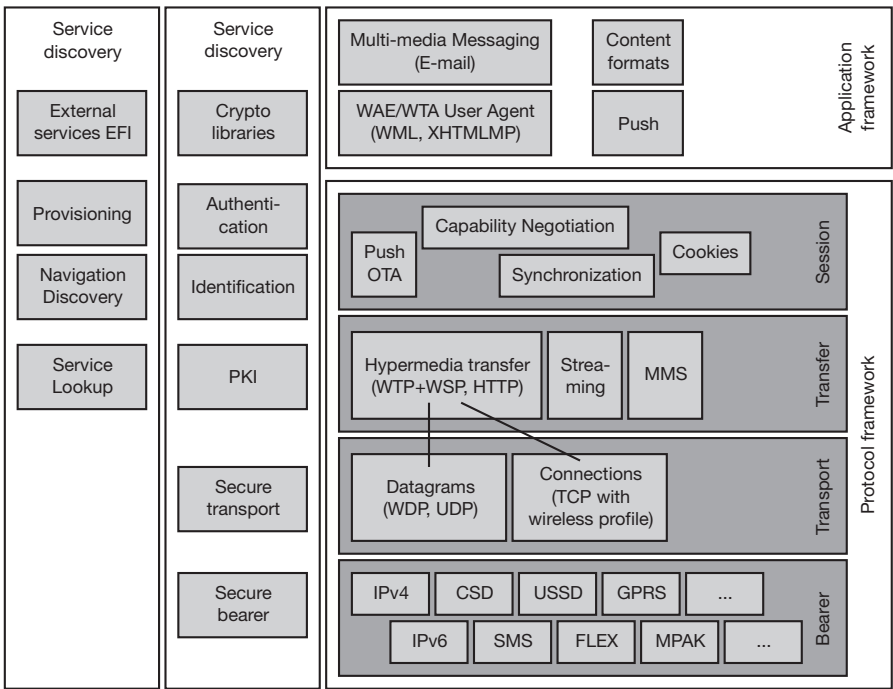 Service
discovery
External
services EFI
Provisioning
Navigation
Discovery
Service
Lookup
Service
discovery
Crypto
libraries
Authenti-
cation
Identification
PKI
Secure
transport
Secure
bearer
Multi-media Messaging
(E-mail)
Content
formats
WAE/WTA User Agent
(WML, XHTMLMP)
Push
Application
framework
Capability Negotiation
Push
OTA
Synchronization
Cookies
Session
Hypermedia transfer
(WTP+WSP, HTTP)
Strea-
ming
MMS
Transfer
Datagrams
(WDP, UDP)
Connections
(TCP with
wireless profile)
Transport
IPv4
CSD
USSD
GPRS
...
IPv6
SMS
FLEX
MPAK
...
Bearer
Protocol framework